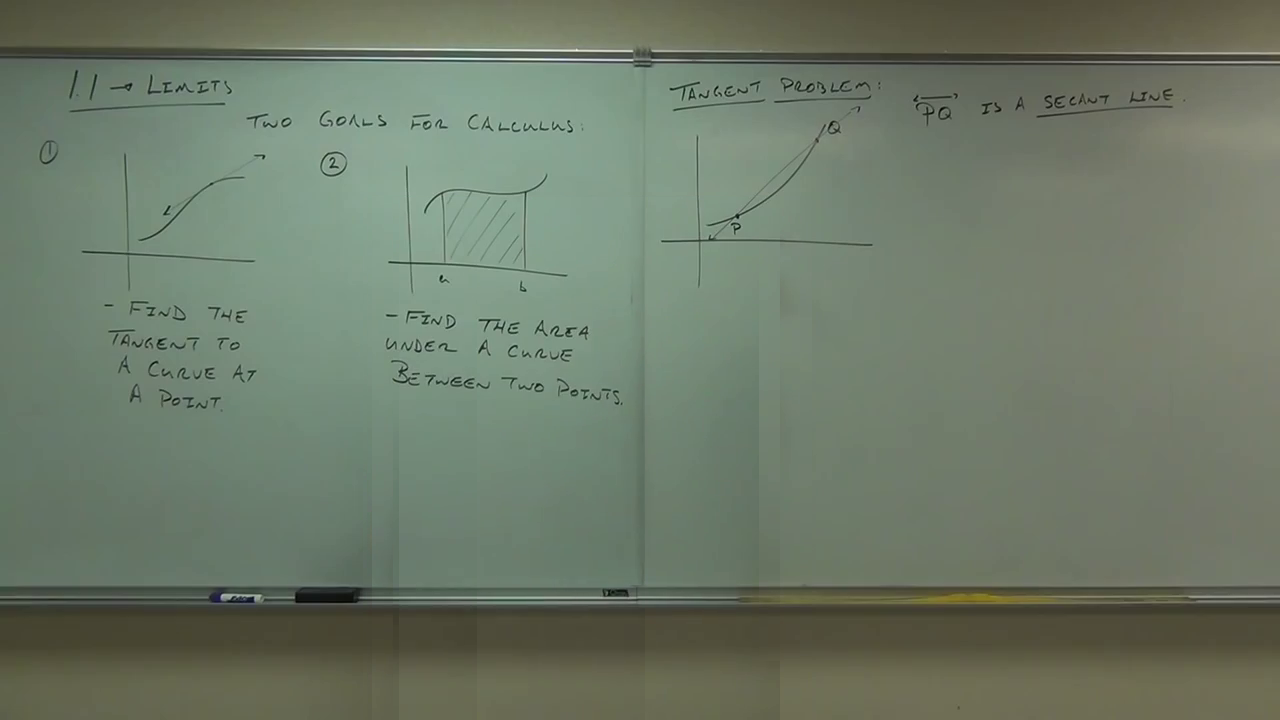 1.1 → LIMITS
TWO GOALS FOR CALCULUS:
①
②
a
b
- FIND THE
TANGENT TO
A CURVE AT
A POINT.
- FIND THE AREA
UNDER A CURVE
BETWEEN TWO POINTS.
TANGENT PROBLEM:
PQ IS A SECANT LINE.
Q
P